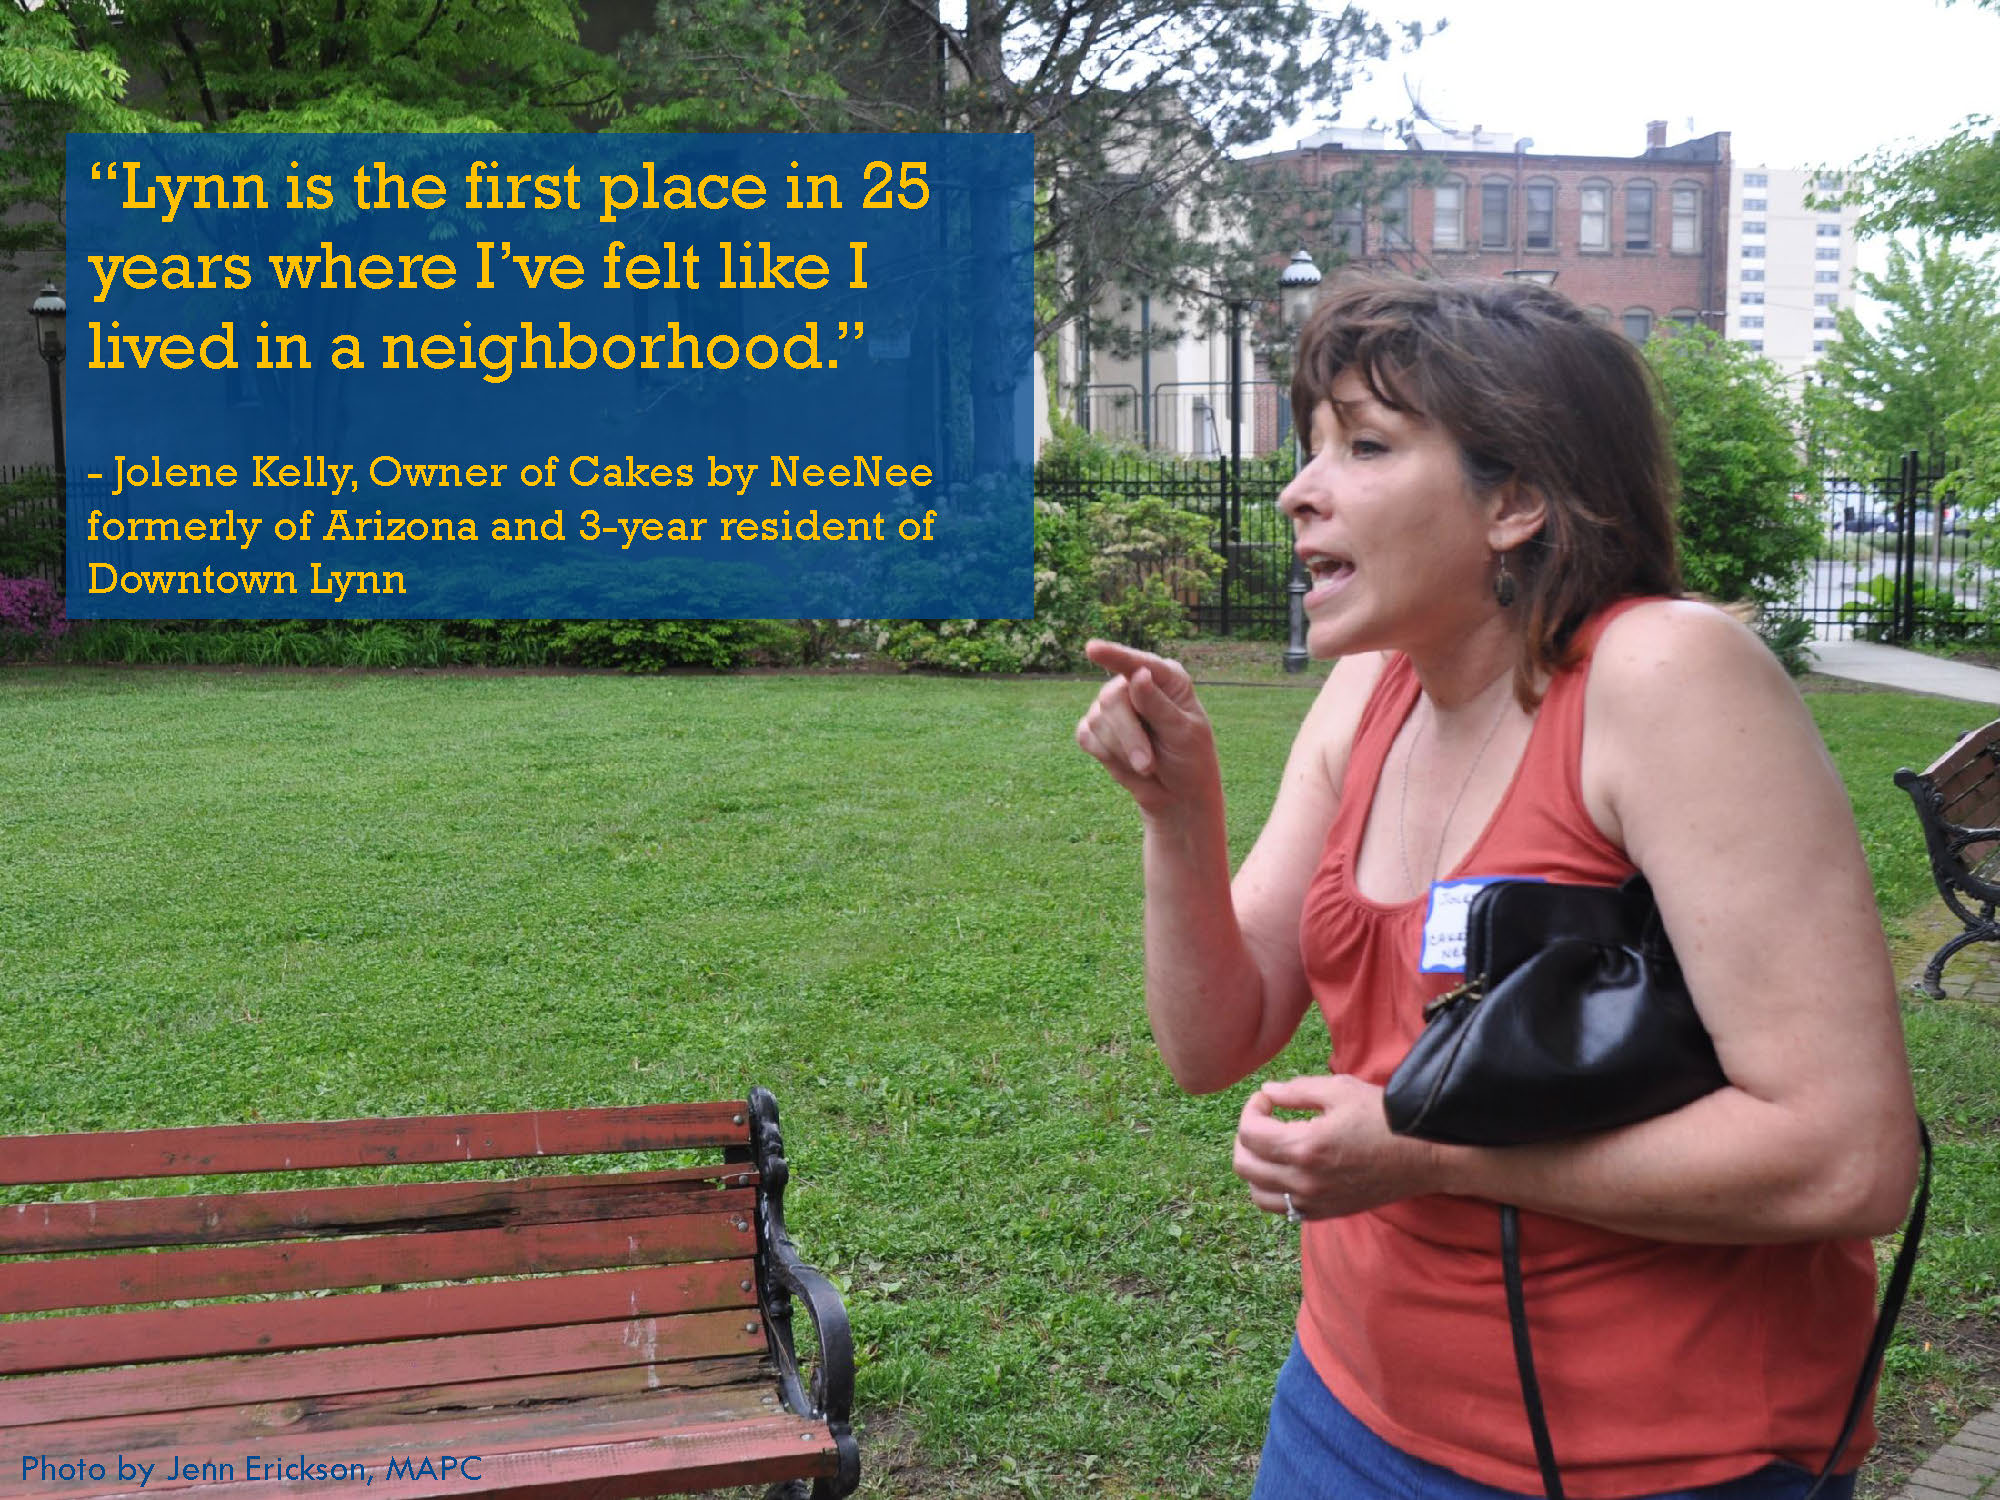 “Lynn is the first place in 25
years where I’ve felt like I
lived in a neighborhood.”
- Jolene Kelly, Owner of Cakes by NeeNee
formerly of Arizona and 3-year resident of
Downtown Lynn
Photo by Jenn Erickson, MAPC